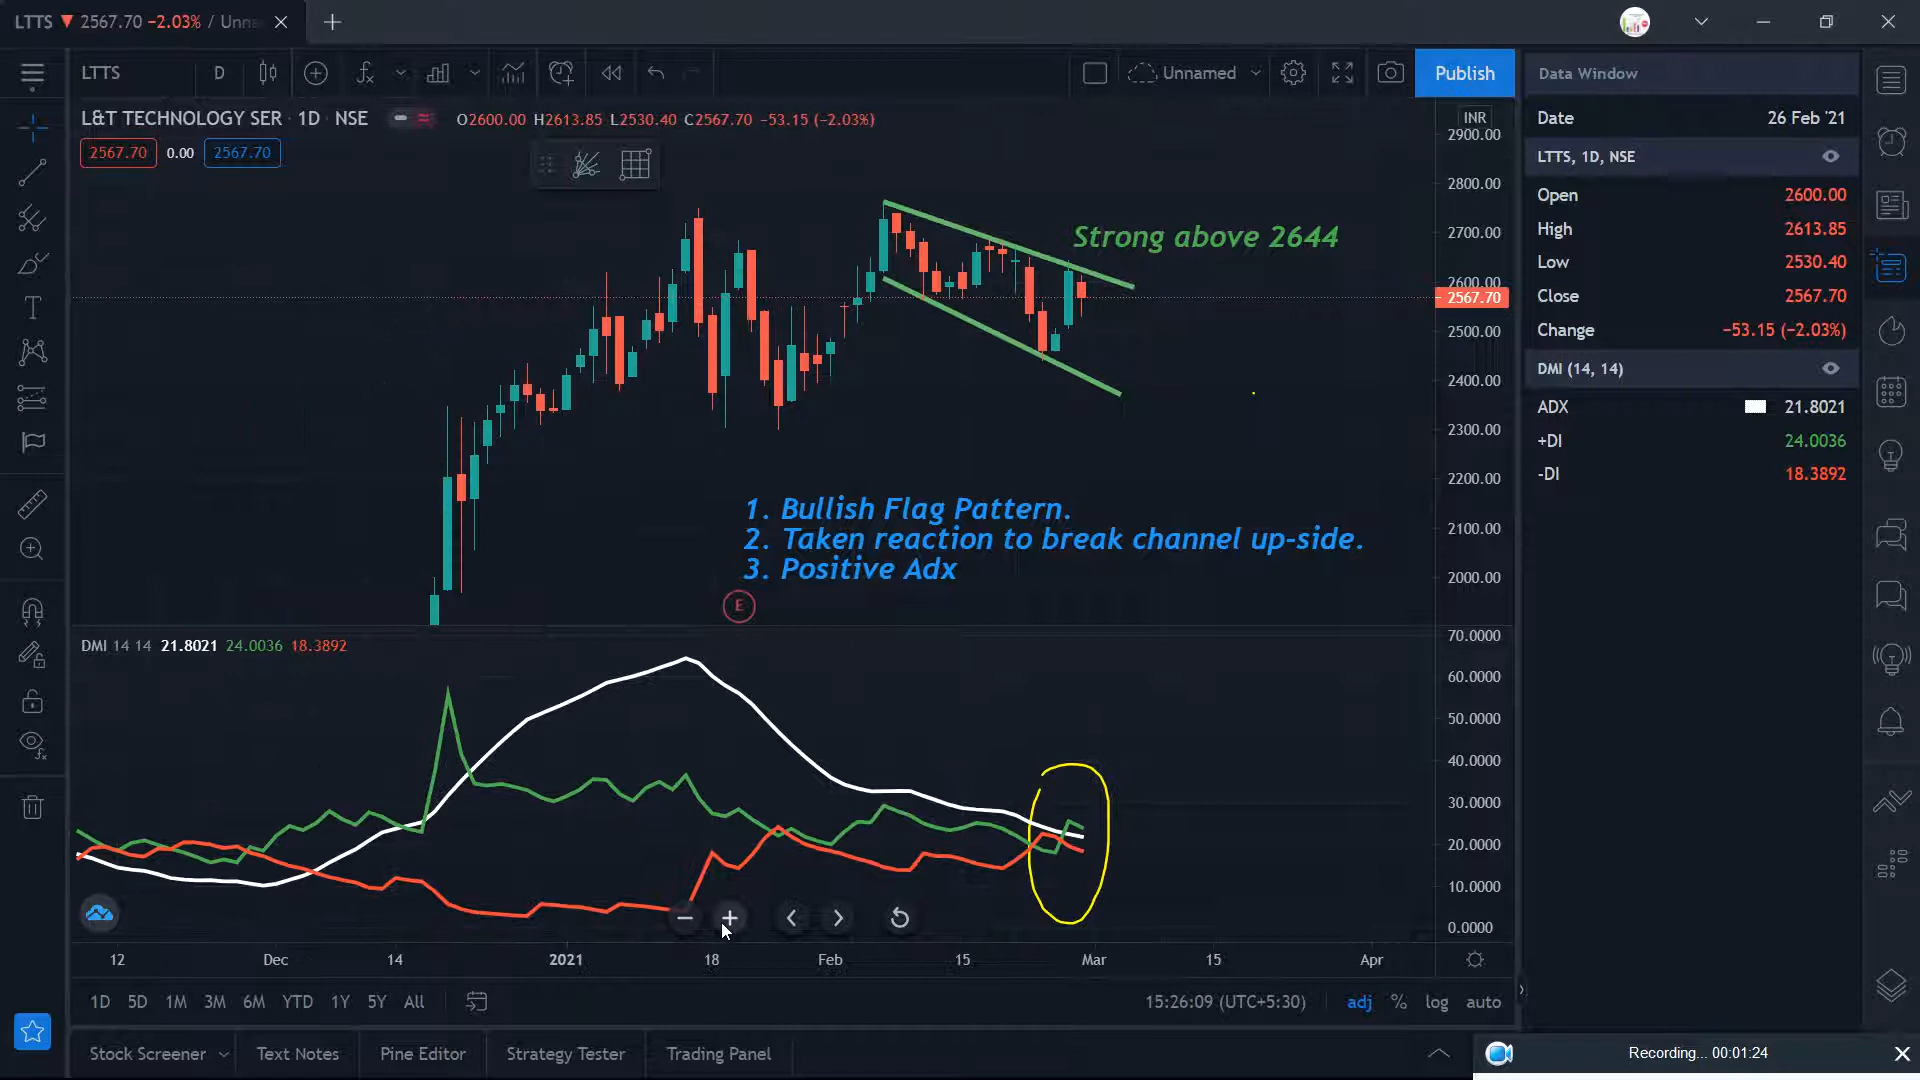 LTTS ▼ 2567.70 −2.03% / Unna
LTTS D Unnamed Publish
L&T TECHNOLOGY SER · 1D · NSE O2600.00 H2613.85 L2530.40 C2567.70 −53.15 (−2.03%)
2567.70 0.00 2567.70
INR
2900.00
2800.00
2700.00
2600.00
2567.70
2500.00
2400.00
2300.00
2200.00
2100.00
2000.00
Strong above 2644
1. Bullish Flag Pattern.
2. Taken reaction to break channel up-side.
3. Positive Adx
E
DMI 14 14 21.8021 24.0036 18.3892
70.0000
60.0000
50.0000
40.0000
30.0000
20.0000
10.0000
0.0000
12 Dec 14 2021 18 Feb 15 Mar 15 Apr
1D 5D 1M 3M 6M YTD 1Y 5Y All 15:26:09 (UTC+5:30) adj % log auto
Stock Screener Text Notes Pine Editor Strategy Tester Trading Panel
Data Window
Date 26 Feb '21
LTTS, 1D, NSE
Open 2600.00
High 2613.85
Low 2530.40
Close 2567.70
Change −53.15 (−2.03%)
DMI (14, 14)
ADX 21.8021
+DI 24.0036
-DI 18.3892
Recording... 00:01:24